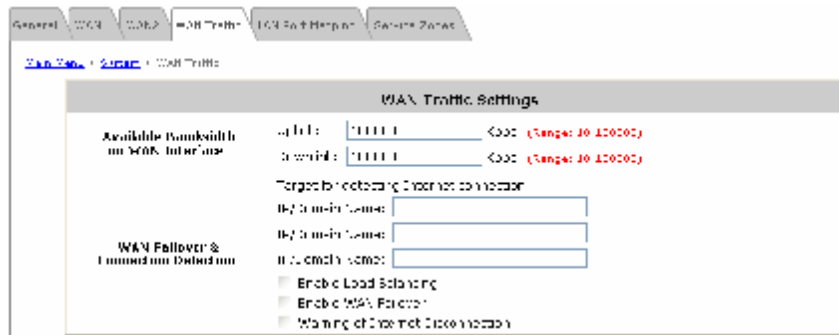 General WAN WAN2 WAN Traffic LAN Port Mapping Service Zones
Main Menu > System > WAN Traffic
WAN Traffic Settings
Available Bandwidth
on WAN Interface
Uplink: Kbps (Range: 10-100000)
Downlink: Kbps (Range: 10-100000)
Target for detecting Internet connection
IP/Domain Name:
IP/Domain Name:
IP/Domain Name:
WAN Failover &
Connection Detection
Enable Load Balancing
Enable WAN Failover
Warning of Internet Disconnection